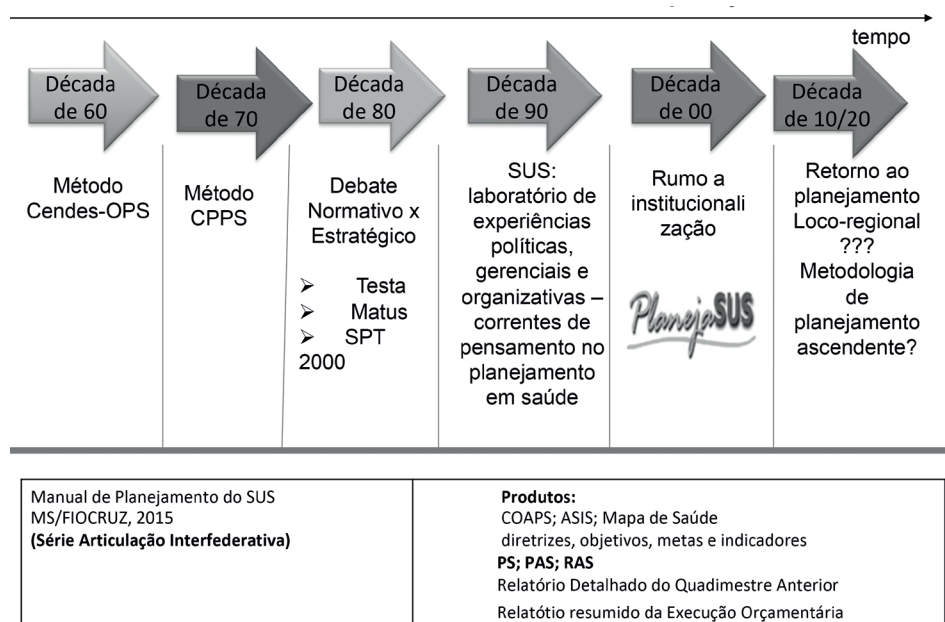 tempo
Década
de 60
Década
de 70
Década
de 80
Década
de 90
Década
de 00
Década
de 10/20
Método
Cendes-OPS
Método
CPPS
Debate
Normativo x
Estratégico
➢ Testa
➢ Matus
➢ SPT
2000
SUS:
laboratório de
experiências
políticas,
gerenciais e
organizativas –
correntes de
pensamento no
planejamento
em saúde
Rumo a
institucionali
zação
PlanejaSUS
Retorno ao
planejamento
Loco-regional
???
Metodologia
de
planejamento
ascendente?
Manual de Planejamento do SUS
MS/FIOCRUZ, 2015
(Série Articulação Interfederativa)
Produtos:
COAPS; ASIS; Mapa de Saúde
diretrizes, objetivos, metas e indicadores
PS; PAS; RAS
Relatório Detalhado do Quadimestre Anterior
Relatótio resumido da Execução Orçamentária